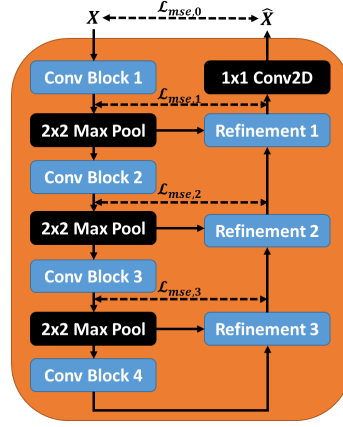 X ℒmse,0 X̂
Conv Block 1 1x1 Conv2D
ℒmse,1
2x2 Max Pool Refinement 1
Conv Block 2
ℒmse,2
2x2 Max Pool Refinement 2
Conv Block 3
ℒmse,3
2x2 Max Pool Refinement 3
Conv Block 4